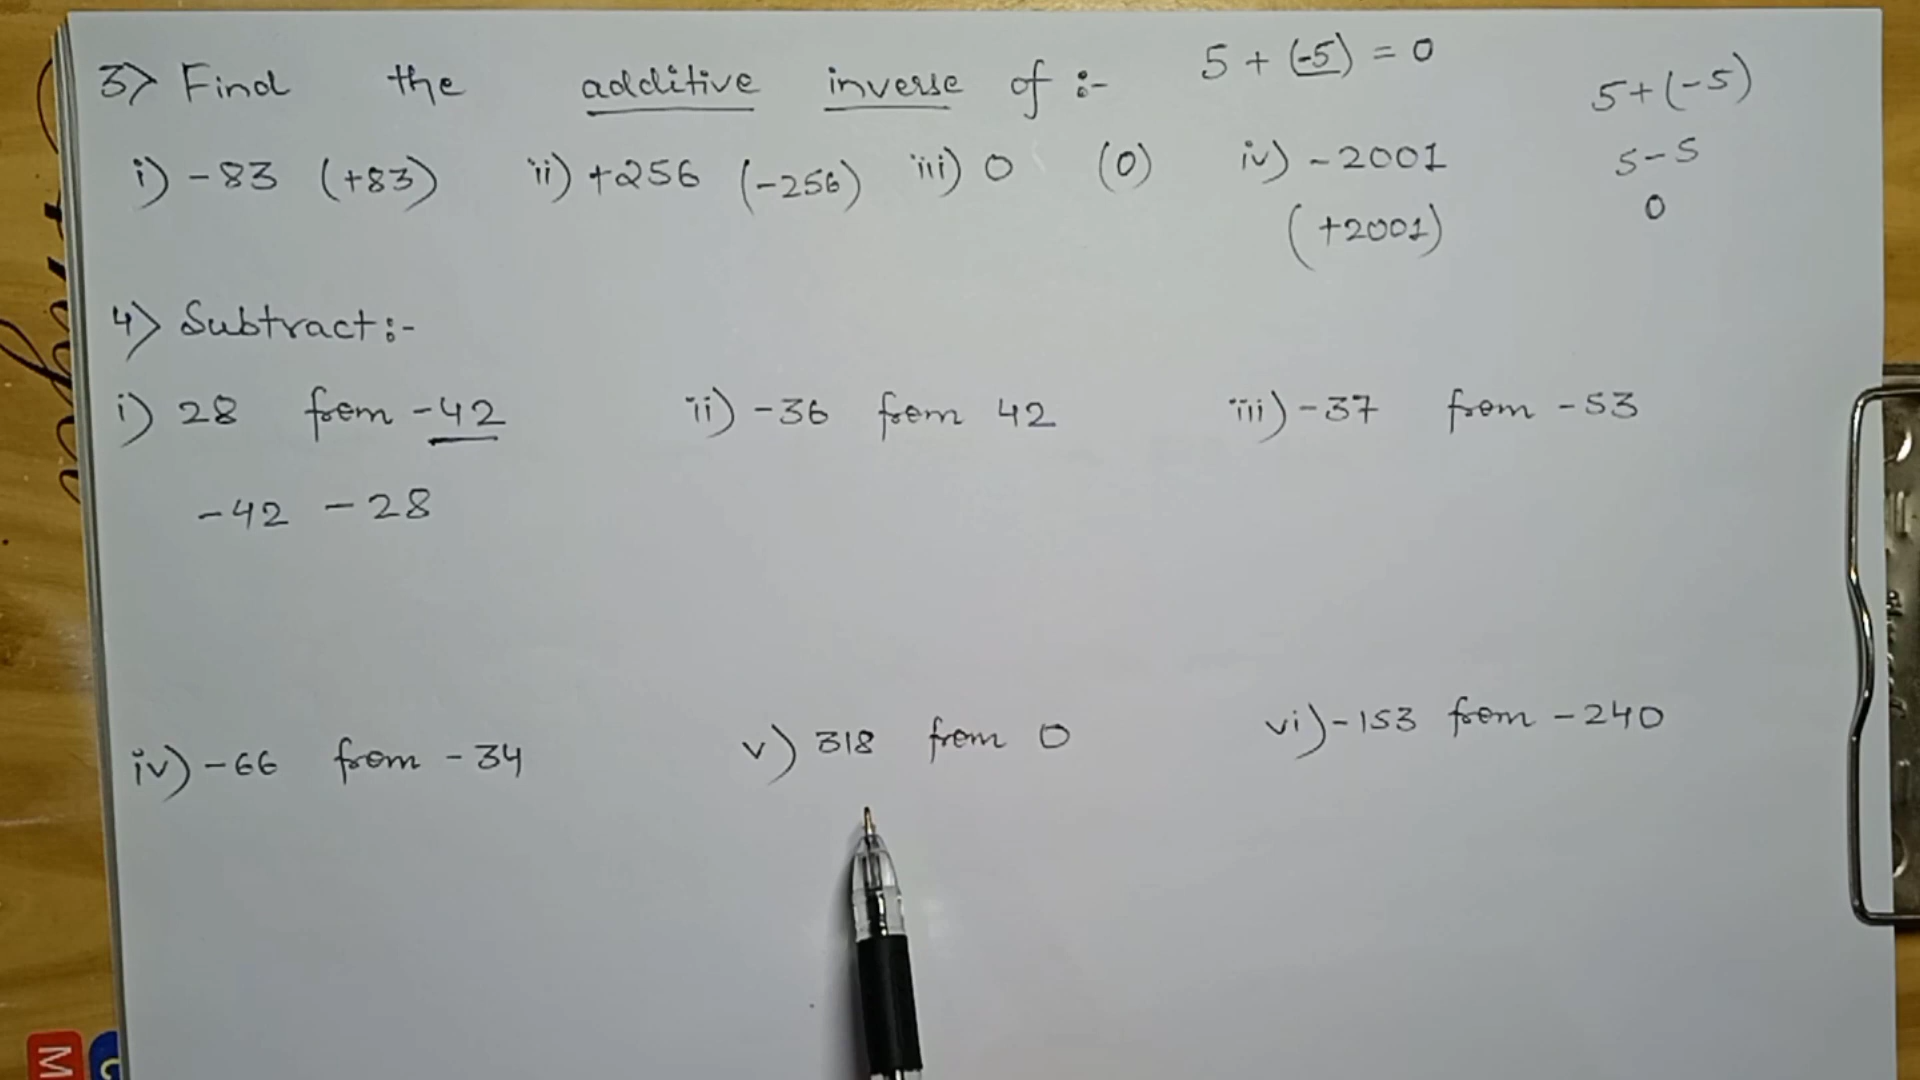 3) Find the additive inverse of :- 5 + (-5) = 0
5+(-5)
5-5
0
i) -83 (+83) ii) +256 (-256) iii) 0 (0) iv) -2001
(+2001)
4) Subtract :-
i) 28 from -42 ii) -36 from 42 iii) -37 from -53
-42 -28
iv) -66 from -34 v) 318 from 0 vi) -153 from -240
M